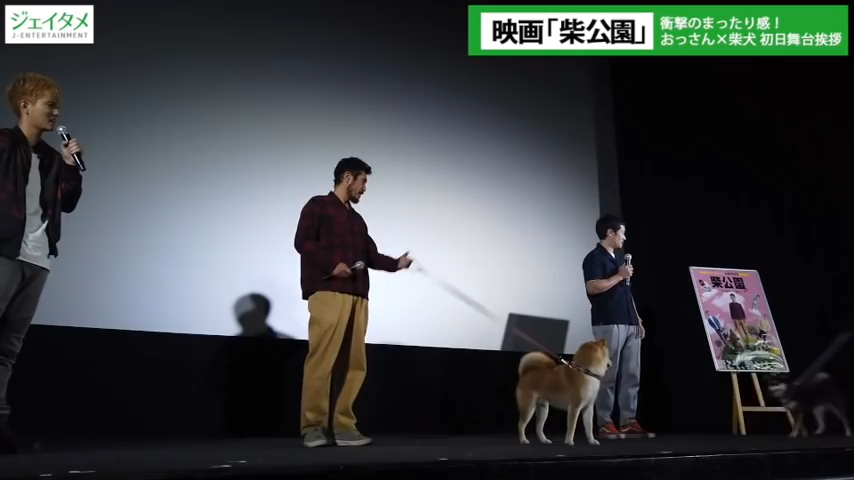 ジェイタメ
J-ENTERTAINMENT
映画「柴公園」
衝撃のまったり感！
おっさん×柴犬 初日舞台挨拶
柴公園